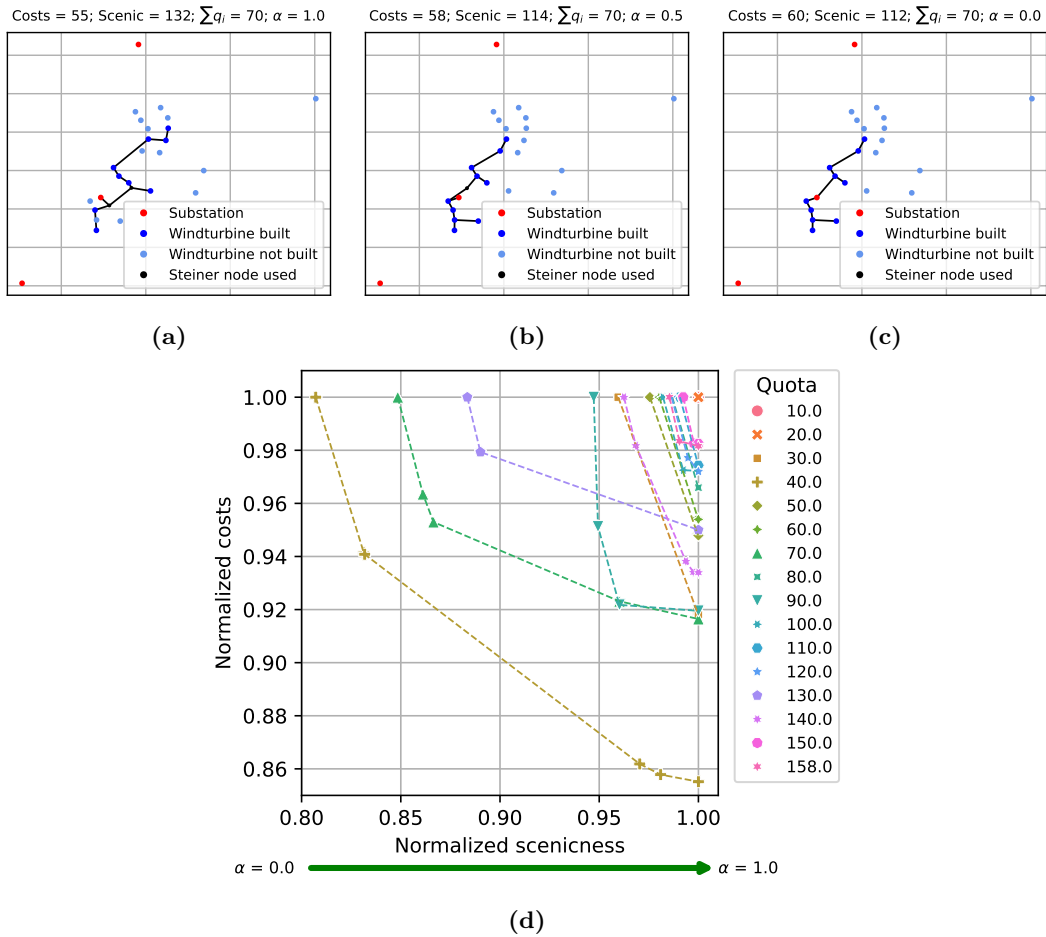 Costs = 55; Scenic = 132; ∑qᵢ = 70; α = 1.0
Substation
Windturbine built
Windturbine not built
Steiner node used
(a)
Costs = 58; Scenic = 114; ∑qᵢ = 70; α = 0.5
Substation
Windturbine built
Windturbine not built
Steiner node used
(b)
Costs = 60; Scenic = 112; ∑qᵢ = 70; α = 0.0
Substation
Windturbine built
Windturbine not built
Steiner node used
(c)
Normalized costs
1.00
0.98
0.96
0.94
0.92
0.90
0.88
0.86
0.80 0.85 0.90 0.95 1.00
Normalized scenicness
α = 0.0 α = 1.0
Quota
10.0
20.0
30.0
40.0
50.0
60.0
70.0
80.0
90.0
100.0
110.0
120.0
130.0
140.0
150.0
158.0
(d)